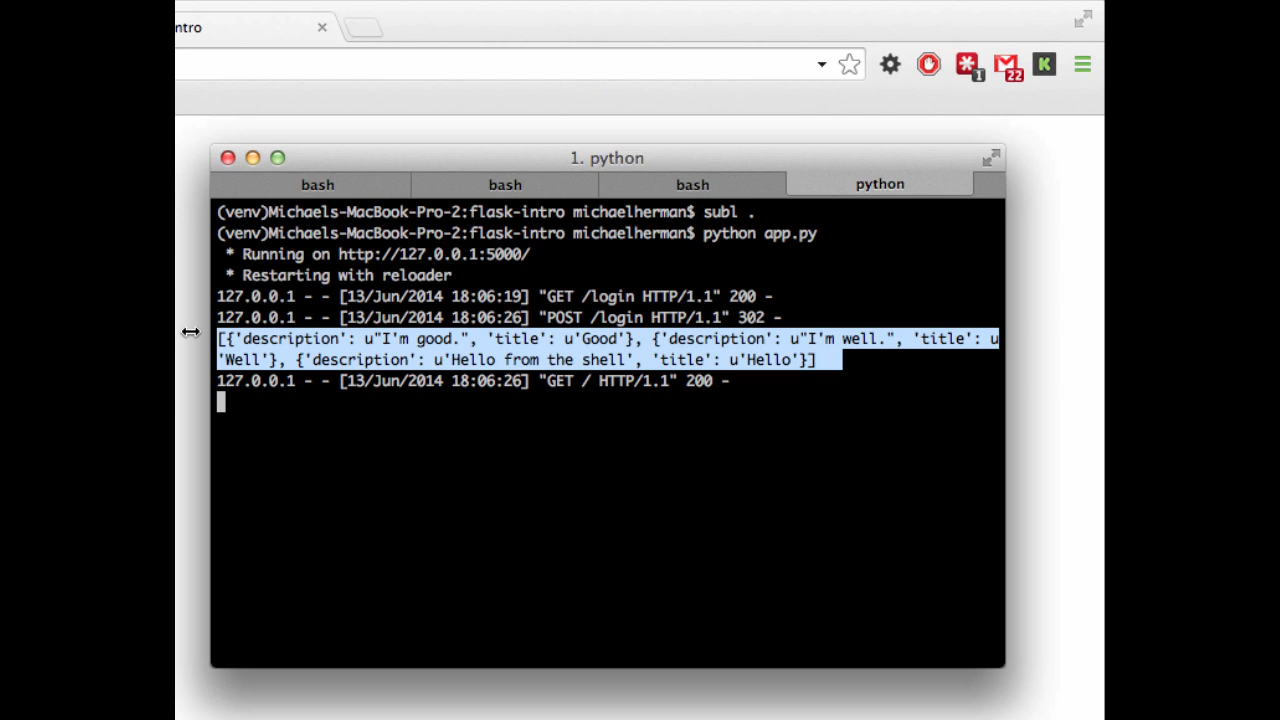 ntro
1
22
K
1. python
bash bash bash python
(venv)Michaels-MacBook-Pro-2:flask-intro michaelherman$ subl .
(venv)Michaels-MacBook-Pro-2:flask-intro michaelherman$ python app.py
 * Running on http://127.0.0.1:5000/
 * Restarting with reloader
127.0.0.1 - - [13/Jun/2014 18:06:19] "GET /login HTTP/1.1" 200 -
127.0.0.1 - - [13/Jun/2014 18:06:26] "POST /login HTTP/1.1" 302 -
[{'description': u"I'm good.", 'title': u'Good'}, {'description': u"I'm well.", 'title': u
'Well'}, {'description': u'Hello from the shell', 'title': u'Hello'}]
127.0.0.1 - - [13/Jun/2014 18:06:26] "GET / HTTP/1.1" 200 -